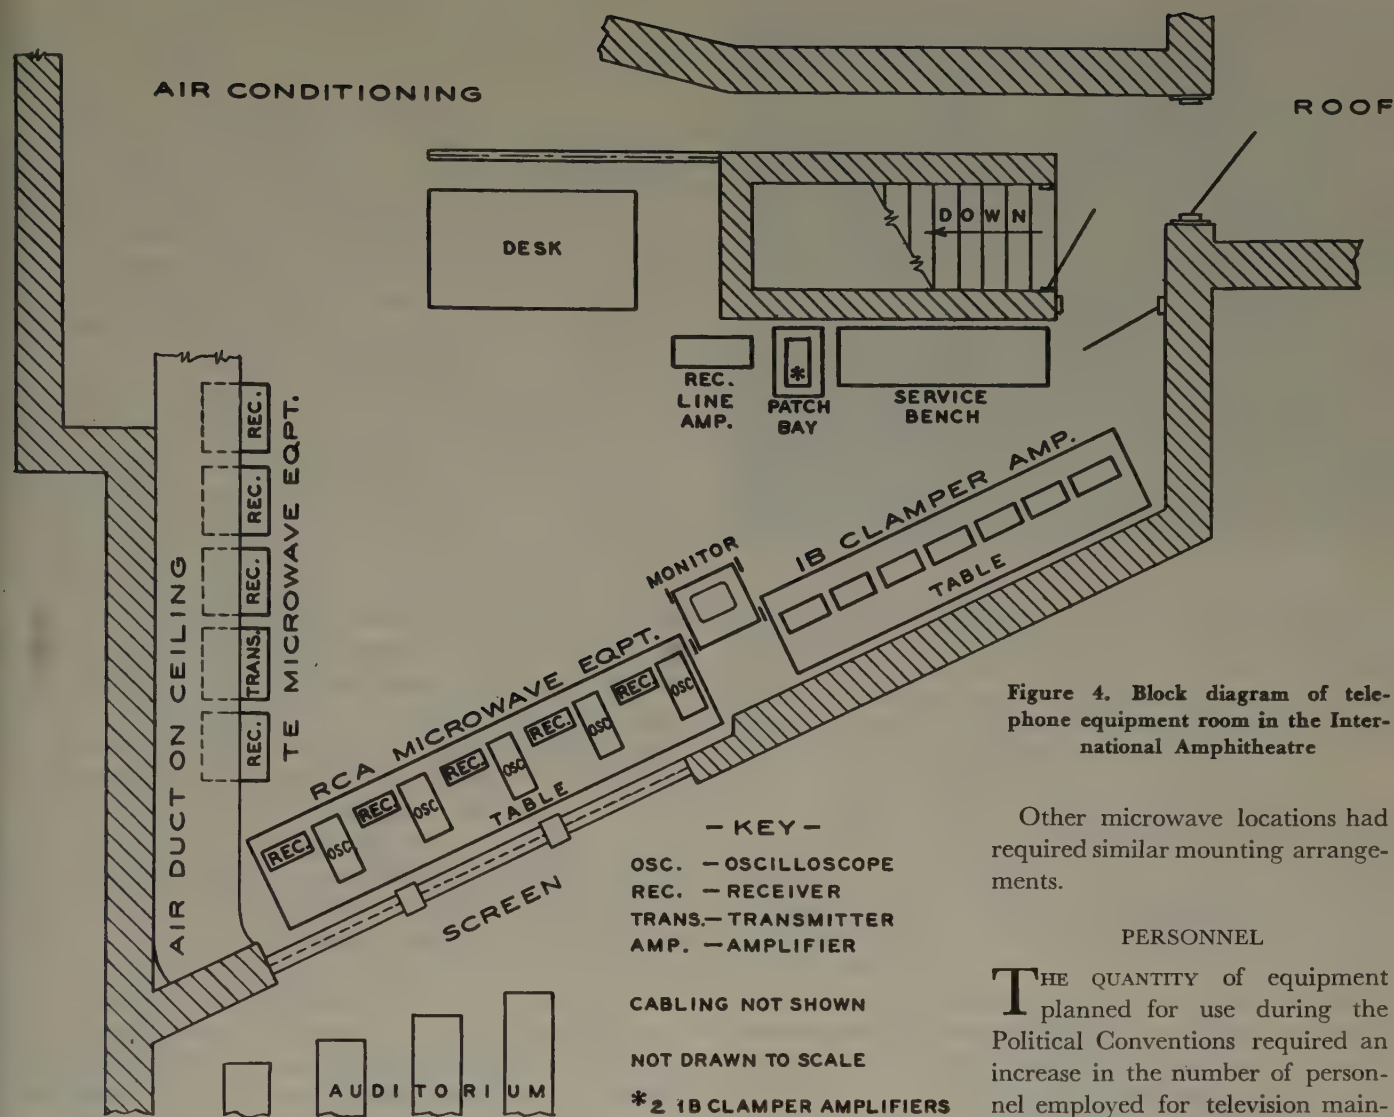 AIR CONDITIONING
ROOF
DESK
DOWN
REC.
LINE
AMP.
*
PATCH
BAY
SERVICE
BENCH
REC.
REC.
REC.
TRANS.
REC.
TE MICROWAVE EQPT.
AIR DUCT ON CEILING
MONITOR
1B CLAMPER AMP.
TABLE
RCA MICROWAVE EQPT.
REC. OSC. REC. OSC REC. OSC REC. OSC REC. OSC
TABLE
SCREEN
AUDITORIUM
– KEY –
OSC. – OSCILLOSCOPE
REC. – RECEIVER
TRANS.– TRANSMITTER
AMP. – AMPLIFIER
CABLING NOT SHOWN
NOT DRAWN TO SCALE
*2 1B CLAMPER AMPLIFIERS
Figure 4. Block diagram of tele-
phone equipment room in the Inter-
national Amphitheatre
Other microwave locations had
required similar mounting arrange-
ments.
PERSONNEL
THE QUANTITY of equipment
planned for use during the
Political Conventions required an
increase in the number of person-
nel employed for television main-